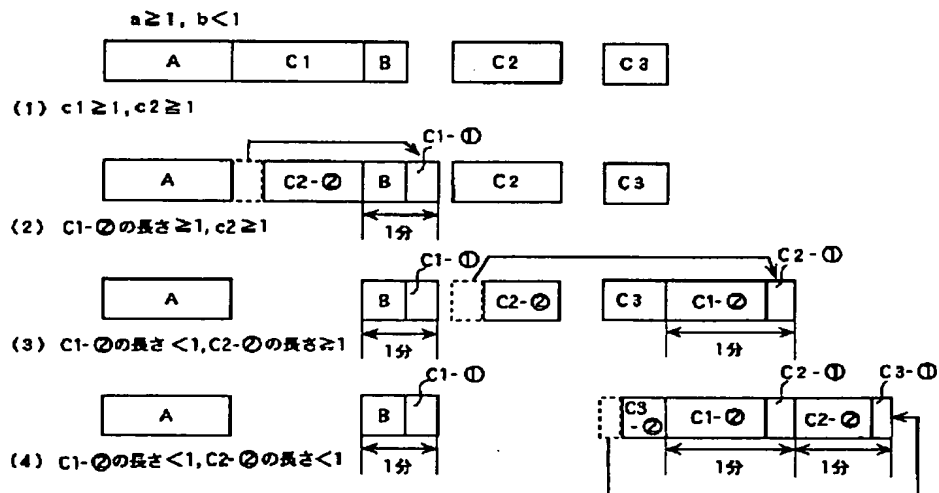 a≧1, b<1
A C1 B C2 C3
(1) c1≧1, c2≧1
C1-①
A C2-② B C2 C3
1分
(2) C1-②の長さ≧1, c2≧1
C1-① C2-①
A B C2-② C3 C1-②
1分 1分
(3) C1-②の長さ<1, C2-②の長さ≧1
C1-① C2-① C3-①
A B C3-② C1-② C2-②
1分 1分 1分
(4) C1-②の長さ<1, C2-②の長さ<1